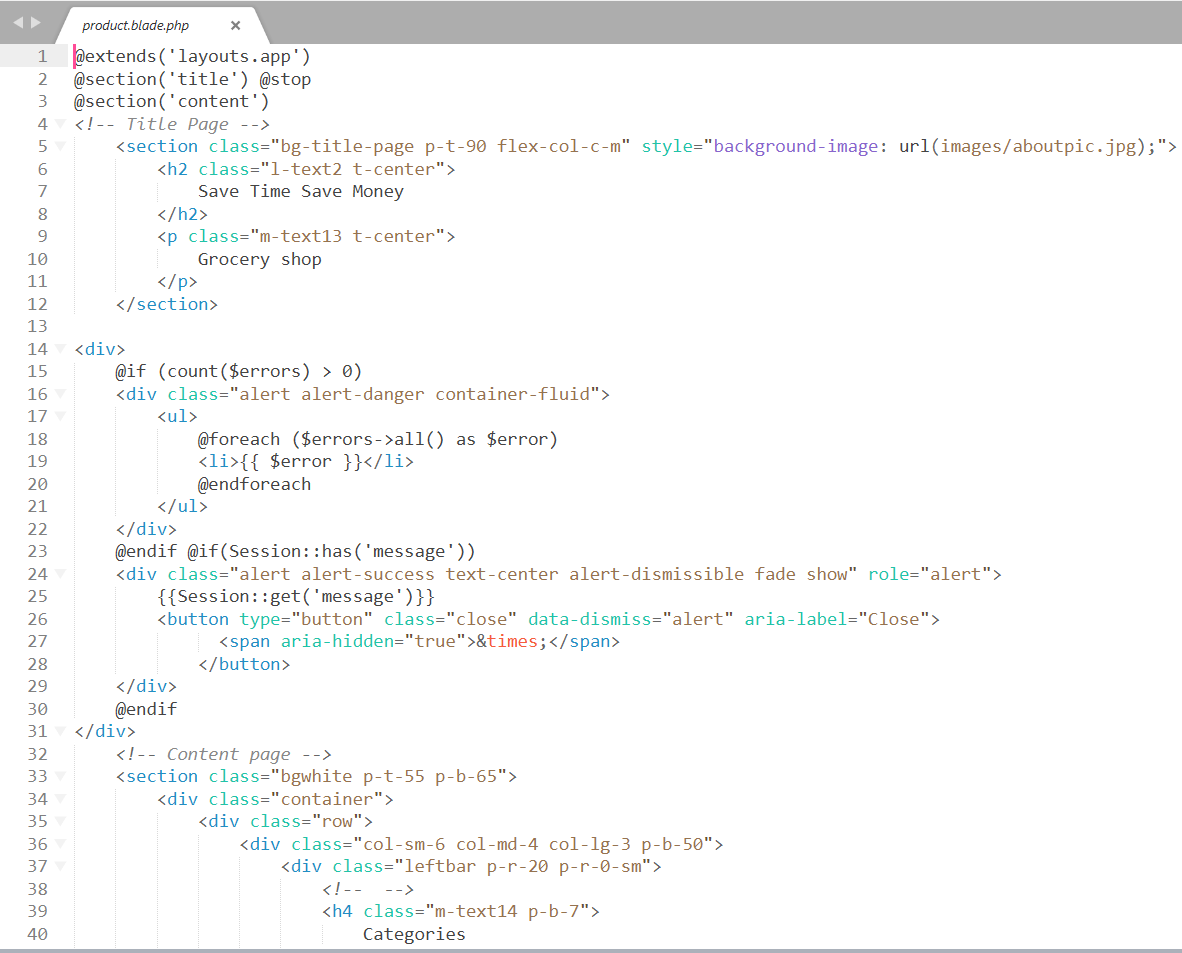 product.blade.php ×
1 @extends('layouts.app')
2 @section('title') @stop
3 @section('content')
4 <!-- Title Page -->
5     <section class="bg-title-page p-t-90 flex-col-c-m" style="background-image: url(images/aboutpic.jpg);">
6         <h2 class="l-text2 t-center">
7             Save Time Save Money
8         </h2>
9         <p class="m-text13 t-center">
10             Grocery shop
11         </p>
12     </section>
13
14 <div>
15     @if (count($errors) > 0)
16     <div class="alert alert-danger container-fluid">
17         <ul>
18             @foreach ($errors->all() as $error)
19             <li>{{ $error }}</li>
20             @endforeach
21         </ul>
22     </div>
23     @endif @if(Session::has('message'))
24     <div class="alert alert-success text-center alert-dismissible fade show" role="alert">
25         {{Session::get('message')}}
26         <button type="button" class="close" data-dismiss="alert" aria-label="Close">
27               <span aria-hidden="true">&times;</span>
28             </button>
29     </div>
30     @endif
31 </div>
32     <!-- Content page -->
33     <section class="bgwhite p-t-55 p-b-65">
34         <div class="container">
35             <div class="row">
36                 <div class="col-sm-6 col-md-4 col-lg-3 p-b-50">
37                     <div class="leftbar p-r-20 p-r-0-sm">
38                         <!--  -->
39                         <h4 class="m-text14 p-b-7">
40                             Categories